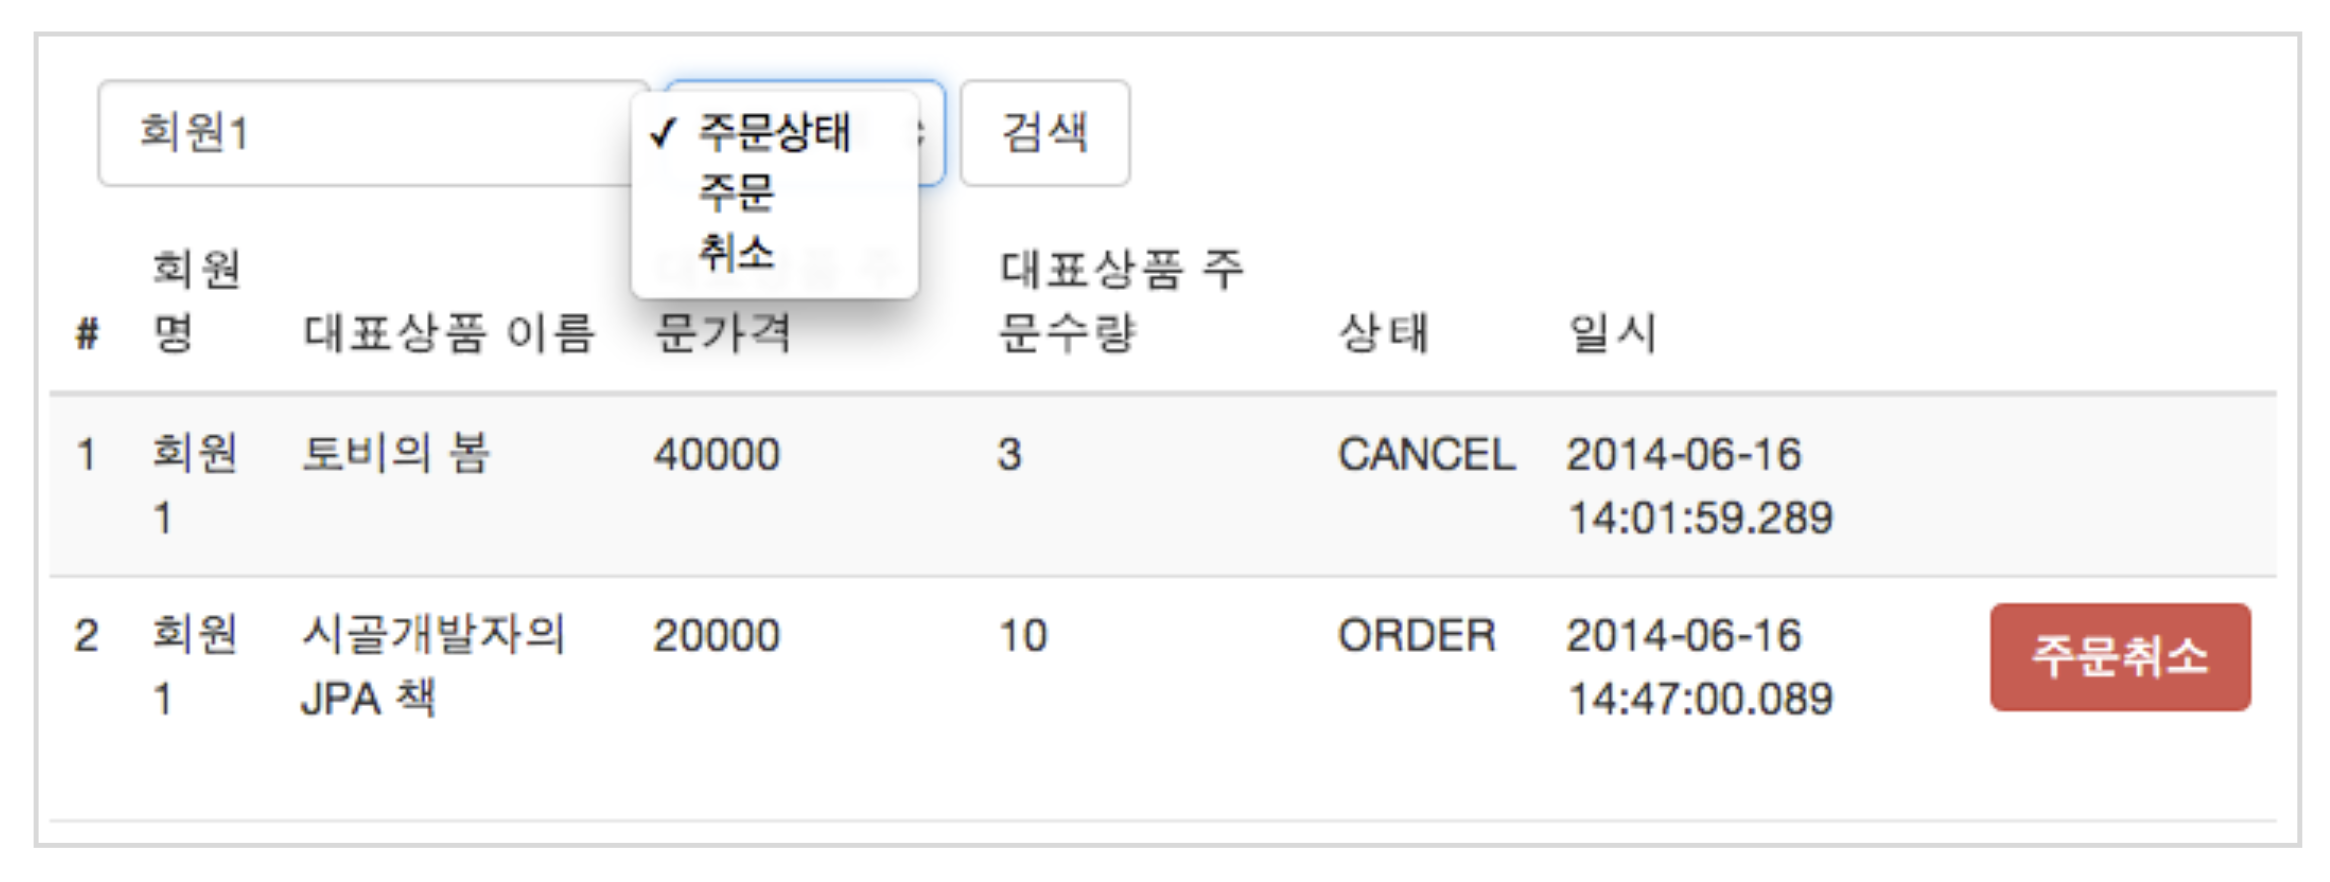 회원1
✓ 주문상태
검색
주문
취소
회원
명
대표상품 이름
문가격
대표상품 주
문수량
#
상태
일시
1
회원
1
토비의 봄
40000
3
CANCEL
2014-06-16
14:01:59.289
2
회원
1
시골개발자의
JPA 책
20000
10
ORDER
2014-06-16
14:47:00.089
주문취소